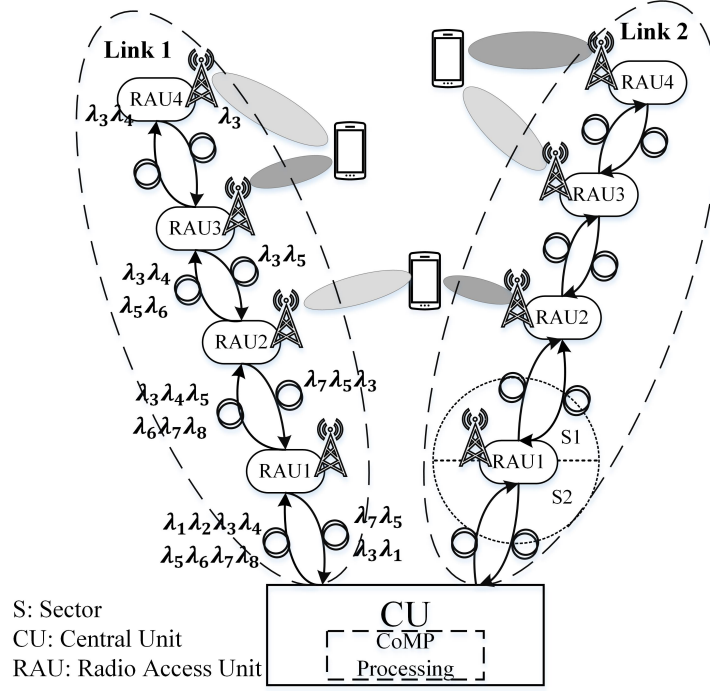 Link 1
Link 2
RAU4
λ3λ4
λ3
RAU4
RAU3
RAU3
λ3λ5
λ3λ4
λ5λ6
RAU2
RAU2
λ7λ5λ3
λ3λ4λ5
λ6λ7λ8
S1
RAU1
RAU1
S2
λ1λ2λ3λ4
λ5λ6λ7λ8
λ7λ5
λ3λ1
CU
CoMP
Processing
S: Sector
CU: Central Unit
RAU: Radio Access Unit